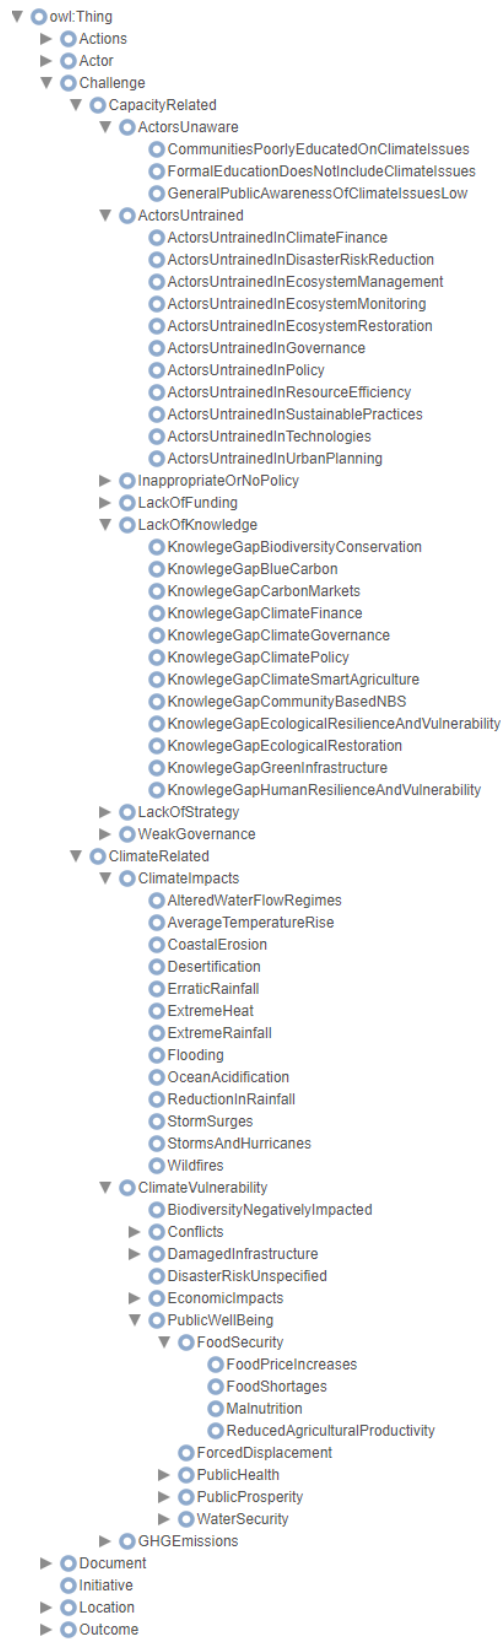 owl:Thing
Actions
Actor
Challenge
CapacityRelated
ActorsUnaware
CommunitiesPoorlyEducatedOnClimateIssues
FormalEducationDoesNotIncludeClimateIssues
GeneralPublicAwarenessOfClimateIssuesLow
ActorsUntrained
ActorsUntrainedInClimateFinance
ActorsUntrainedInDisasterRiskReduction
ActorsUntrainedInEcosystemManagement
ActorsUntrainedInEcosystemMonitoring
ActorsUntrainedInEcosystemRestoration
ActorsUntrainedInGovernance
ActorsUntrainedInPolicy
ActorsUntrainedInResourceEfficiency
ActorsUntrainedInSustainablePractices
ActorsUntrainedInTechnologies
ActorsUntrainedInUrbanPlanning
InappropriateOrNoPolicy
LackOfFunding
LackOfKnowledge
KnowlegeGapBiodiversityConservation
KnowlegeGapBlueCarbon
KnowlegeGapCarbonMarkets
KnowlegeGapClimateFinance
KnowlegeGapClimateGovernance
KnowlegeGapClimatePolicy
KnowlegeGapClimateSmartAgriculture
KnowlegeGapCommunityBasedNBS
KnowlegeGapEcologicalResilienceAndVulnerability
KnowlegeGapEcologicalRestoration
KnowlegeGapGreenInfrastructure
KnowlegeGapHumanResilienceAndVulnerability
LackOfStrategy
WeakGovernance
ClimateRelated
ClimateImpacts
AlteredWaterFlowRegimes
AverageTemperatureRise
CoastalErosion
Desertification
ErraticRainfall
ExtremeHeat
ExtremeRainfall
Flooding
OceanAcidification
ReductionInRainfall
StormSurges
StormsAndHurricanes
Wildfires
ClimateVulnerability
BiodiversityNegativelyImpacted
Conflicts
DamagedInfrastructure
DisasterRiskUnspecified
EconomicImpacts
PublicWellBeing
FoodSecurity
FoodPriceIncreases
FoodShortages
Malnutrition
ReducedAgriculturalProductivity
ForcedDisplacement
PublicHealth
PublicProsperity
WaterSecurity
GHGEmissions
Document
Initiative
Location
Outcome